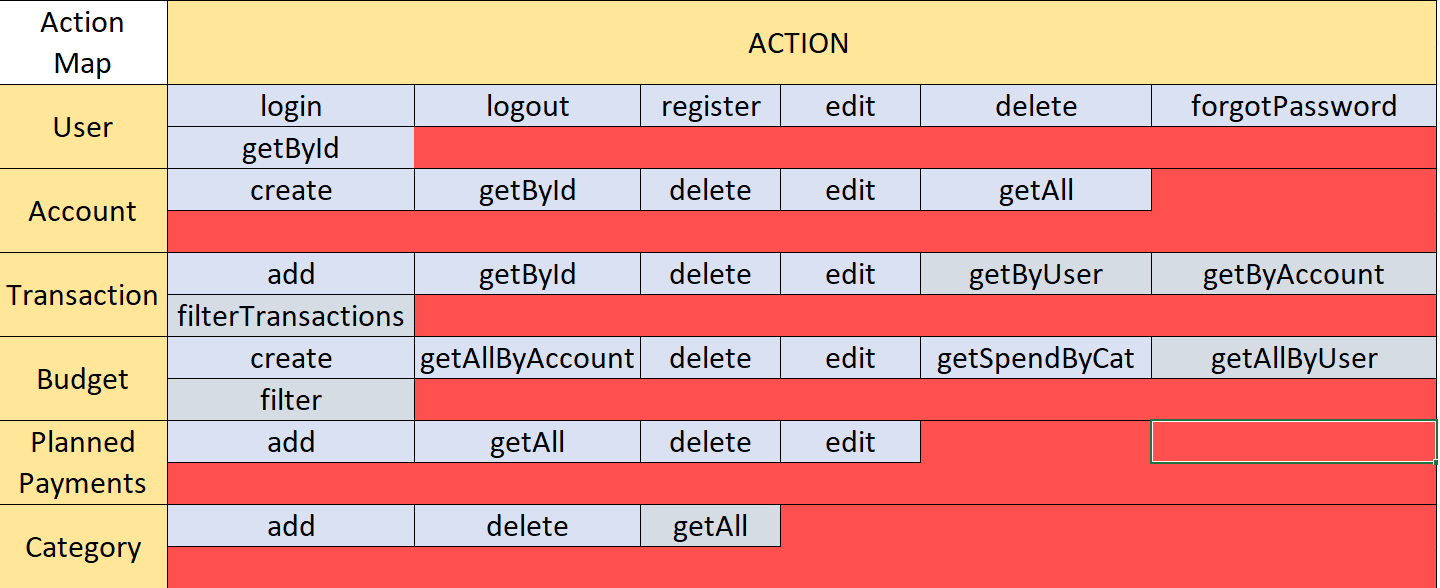 Action
Map
ACTION
User
login logout register edit delete forgotPassword
getById
Account
create getById delete edit getAll
Transaction
add getById delete edit getByUser getByAccount
filterTransactions
Budget
create getAllByAccount delete edit getSpendByCat getAllByUser
filter
Planned
Payments
add getAll delete edit
Category
add delete getAll